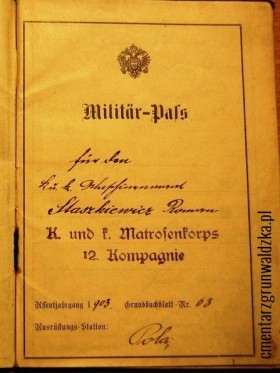 Militär-Paß
für den
k.u.k.
Staszkiewicz Roman
K. und k. Matrosenkorps
12. Kompagnie
Assentjahrgang 1903 Grundbuchblatt-Nr. 63
Ausrüstungs-Station:
Pola
cmentarzgrunwaldzka.pl